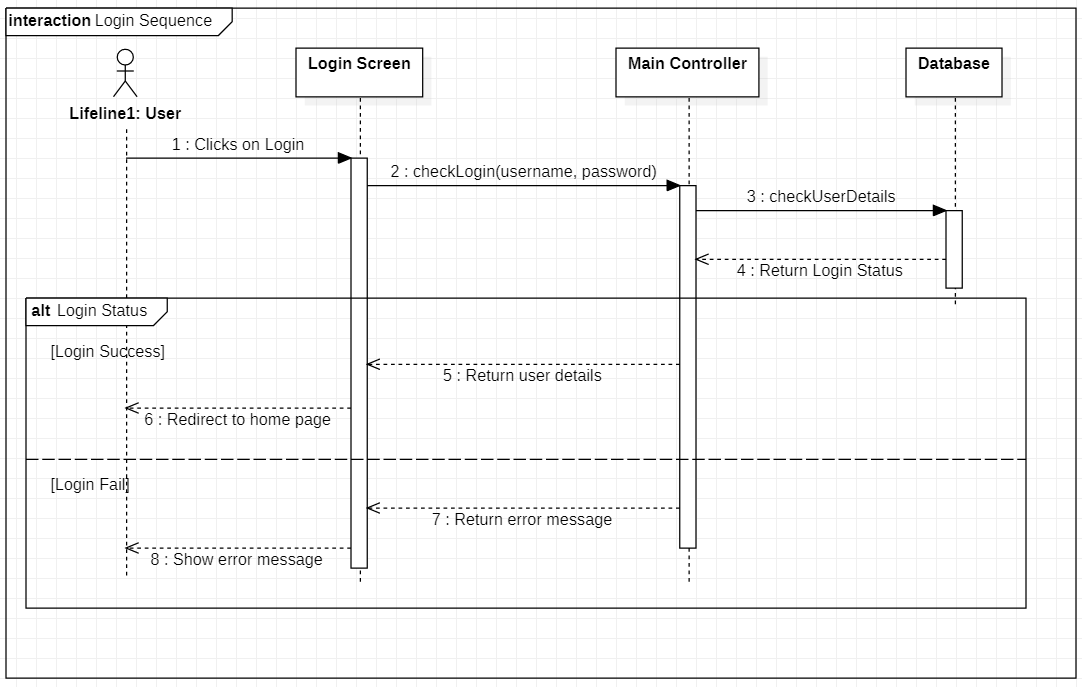 interaction Login Sequence
Lifeline1: User
Login Screen
Main Controller
Database
1 : Clicks on Login
2 : checkLogin(username, password)
3 : checkUserDetails
4 : Return Login Status
alt Login Status
[Login Success]
5 : Return user details
6 : Redirect to home page
[Login Fail]
7 : Return error message
8 : Show error message